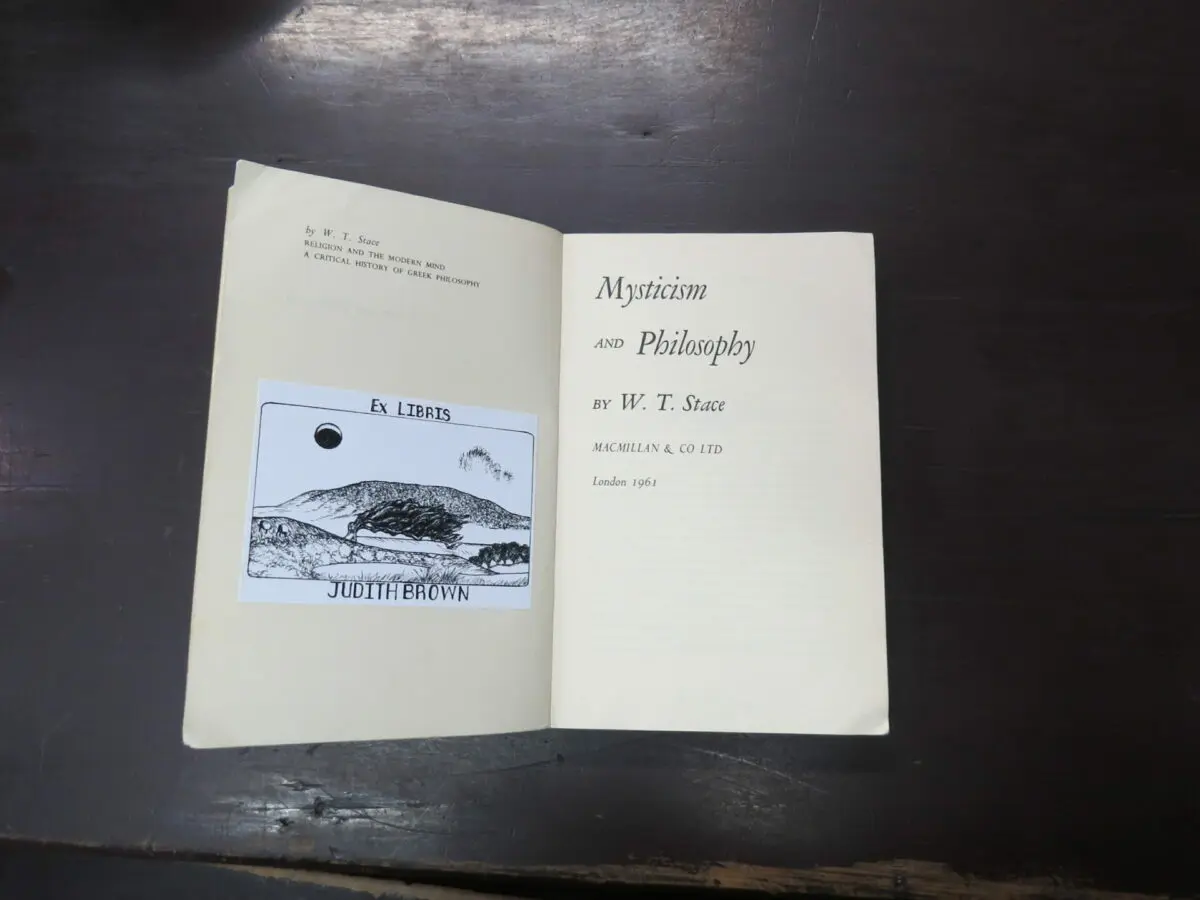 by W. T. Stace
RELIGION AND THE MODERN MIND
A CRITICAL HISTORY OF GREEK PHILOSOPHY
EX LIBRIS
JUDITH BROWN
Mysticism
AND Philosophy
BY W. T. Stace
MACMILLAN & CO LTD
London 1961